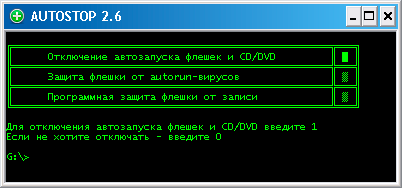 AUTOSTOP 2.6
Отключение автозапуска флешек и CD/DVD
Защита флешки от autorun-вирусов
Программная защита флешки от записи
Для отключения автозапуска флешек и CD/DVD введите 1
Если не хотите отключать - введите 0
G:\>